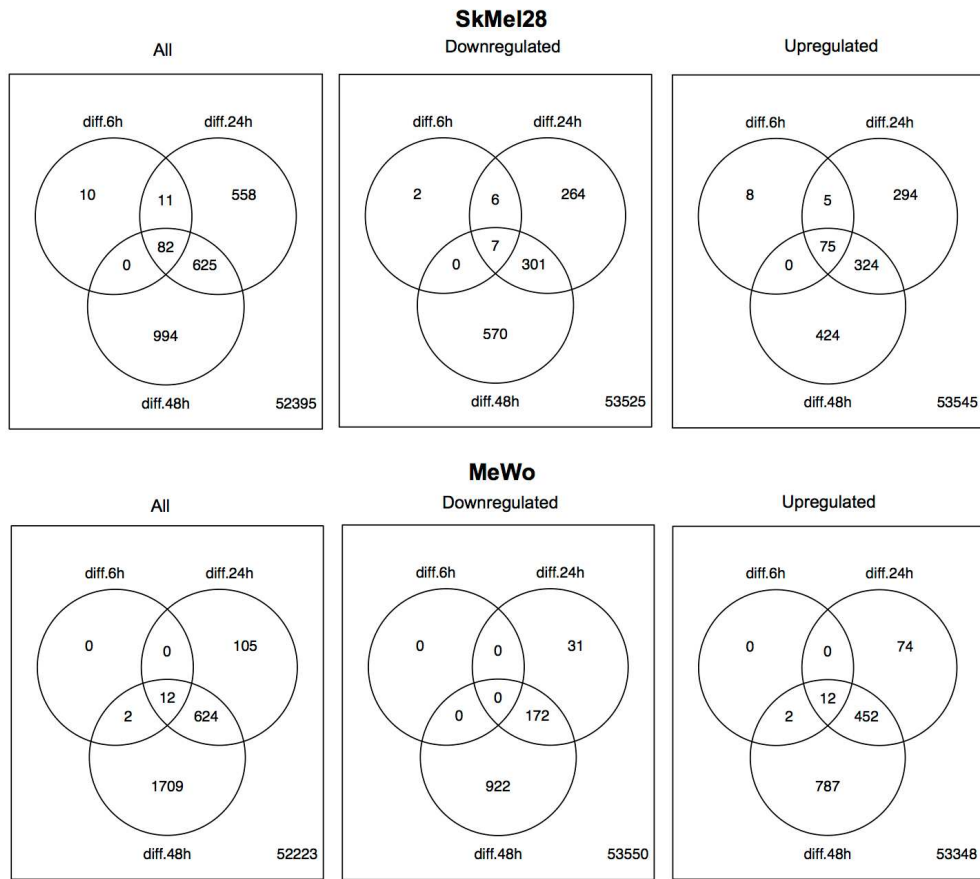 SkMel28
All Downregulated Upregulated
diff.6h diff.24h diff.6h diff.24h diff.6h diff.24h
10 11 558 2 6 264 8 5 294
82 7 75
0 625 0 301 0 324
994 570 424
diff.48h 52395 diff.48h 53525 diff.48h 53545
MeWo
All Downregulated Upregulated
diff.6h diff.24h diff.6h diff.24h diff.6h diff.24h
0 0 105 0 0 31 0 0 74
12 0 12
2 624 0 172 2 452
1709 922 787
diff.48h 52223 diff.48h 53550 diff.48h 53348